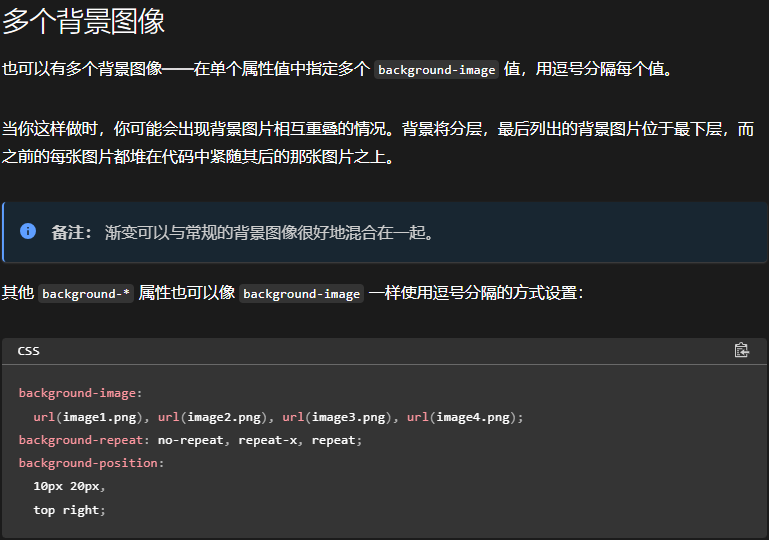 多个背景图像
也可以有多个背景图像——在单个属性值中指定多个 background-image 值，用逗号分隔每个值。
当你这样做时，你可能会出现背景图片相互重叠的情况。背景将分层，最后列出的背景图片位于最下层，而
之前的每张图片都堆在代码中紧随其后的那张图片之上。
备注： 渐变可以与常规的背景图像很好地混合在一起。
其他 background-* 属性也可以像 background-image 一样使用逗号分隔的方式设置：
CSS
background-image:
  url(image1.png), url(image2.png), url(image3.png), url(image4.png);
background-repeat: no-repeat, repeat-x, repeat;
background-position:
  10px 20px,
  top right;